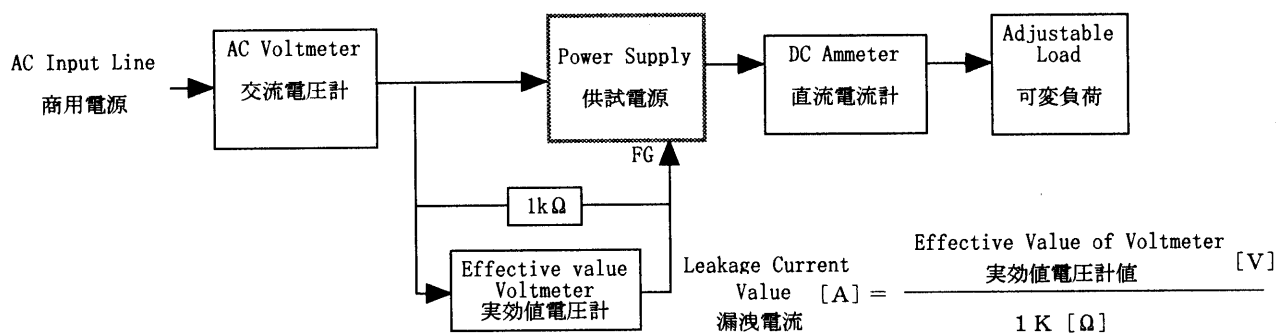 AC Input Line
商用電源
AC Voltmeter
交流電圧計
Power Supply
供試電源
DC Ammeter
直流電流計
Adjustable
Load
可変負荷
FG
1kΩ
Effective value
Voltmeter
実効値電圧計
Leakage Current
Value [A] =
漏洩電流
Effective Value of Voltmeter
実効値電圧計値 [V]
1 K [Ω]